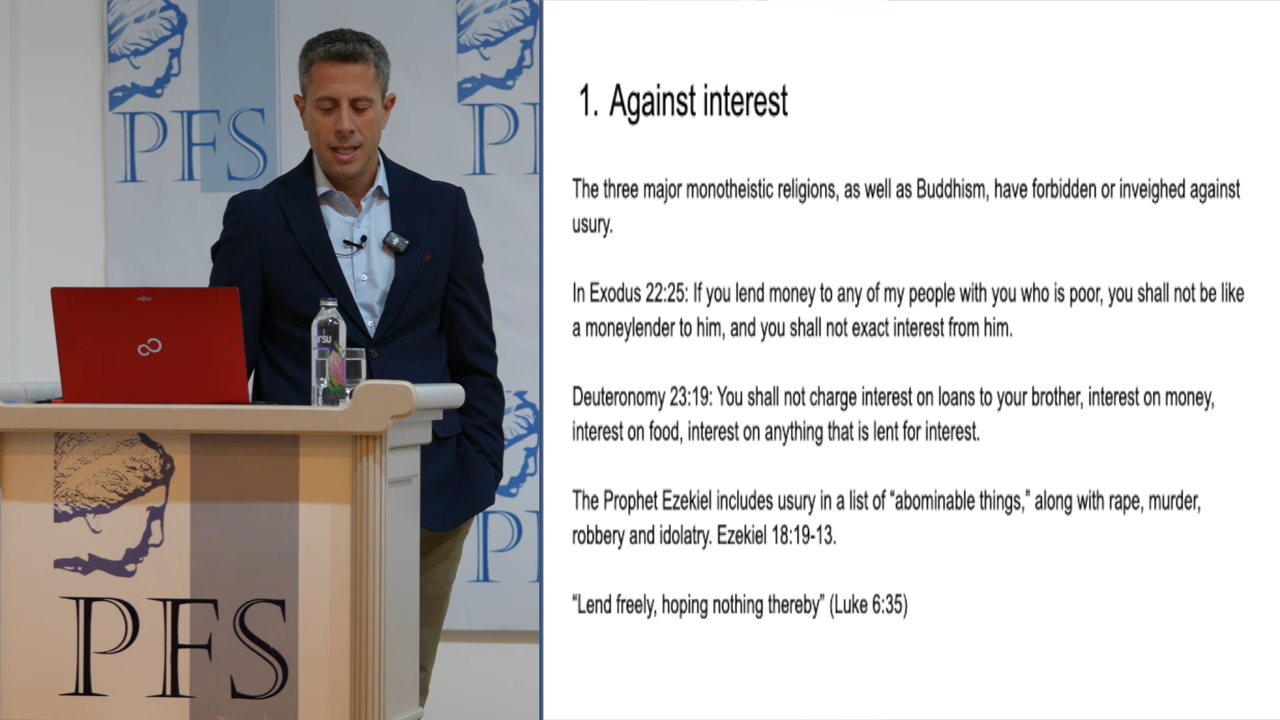 PFS
PFS
1. Against interest
The three major monotheistic religions, as well as Buddhism, have forbidden or inveighed against
usury.
In Exodus 22:25: If you lend money to any of my people with you who is poor, you shall not be like
a moneylender to him, and you shall not exact interest from him.
Deuteronomy 23:19: You shall not charge interest on loans to your brother, interest on money,
interest on food, interest on anything that is lent for interest.
The Prophet Ezekiel includes usury in a list of “abominable things,” along with rape, murder,
robbery and idolatry. Ezekiel 18:19-13.
“Lend freely, hoping nothing thereby” (Luke 6:35)